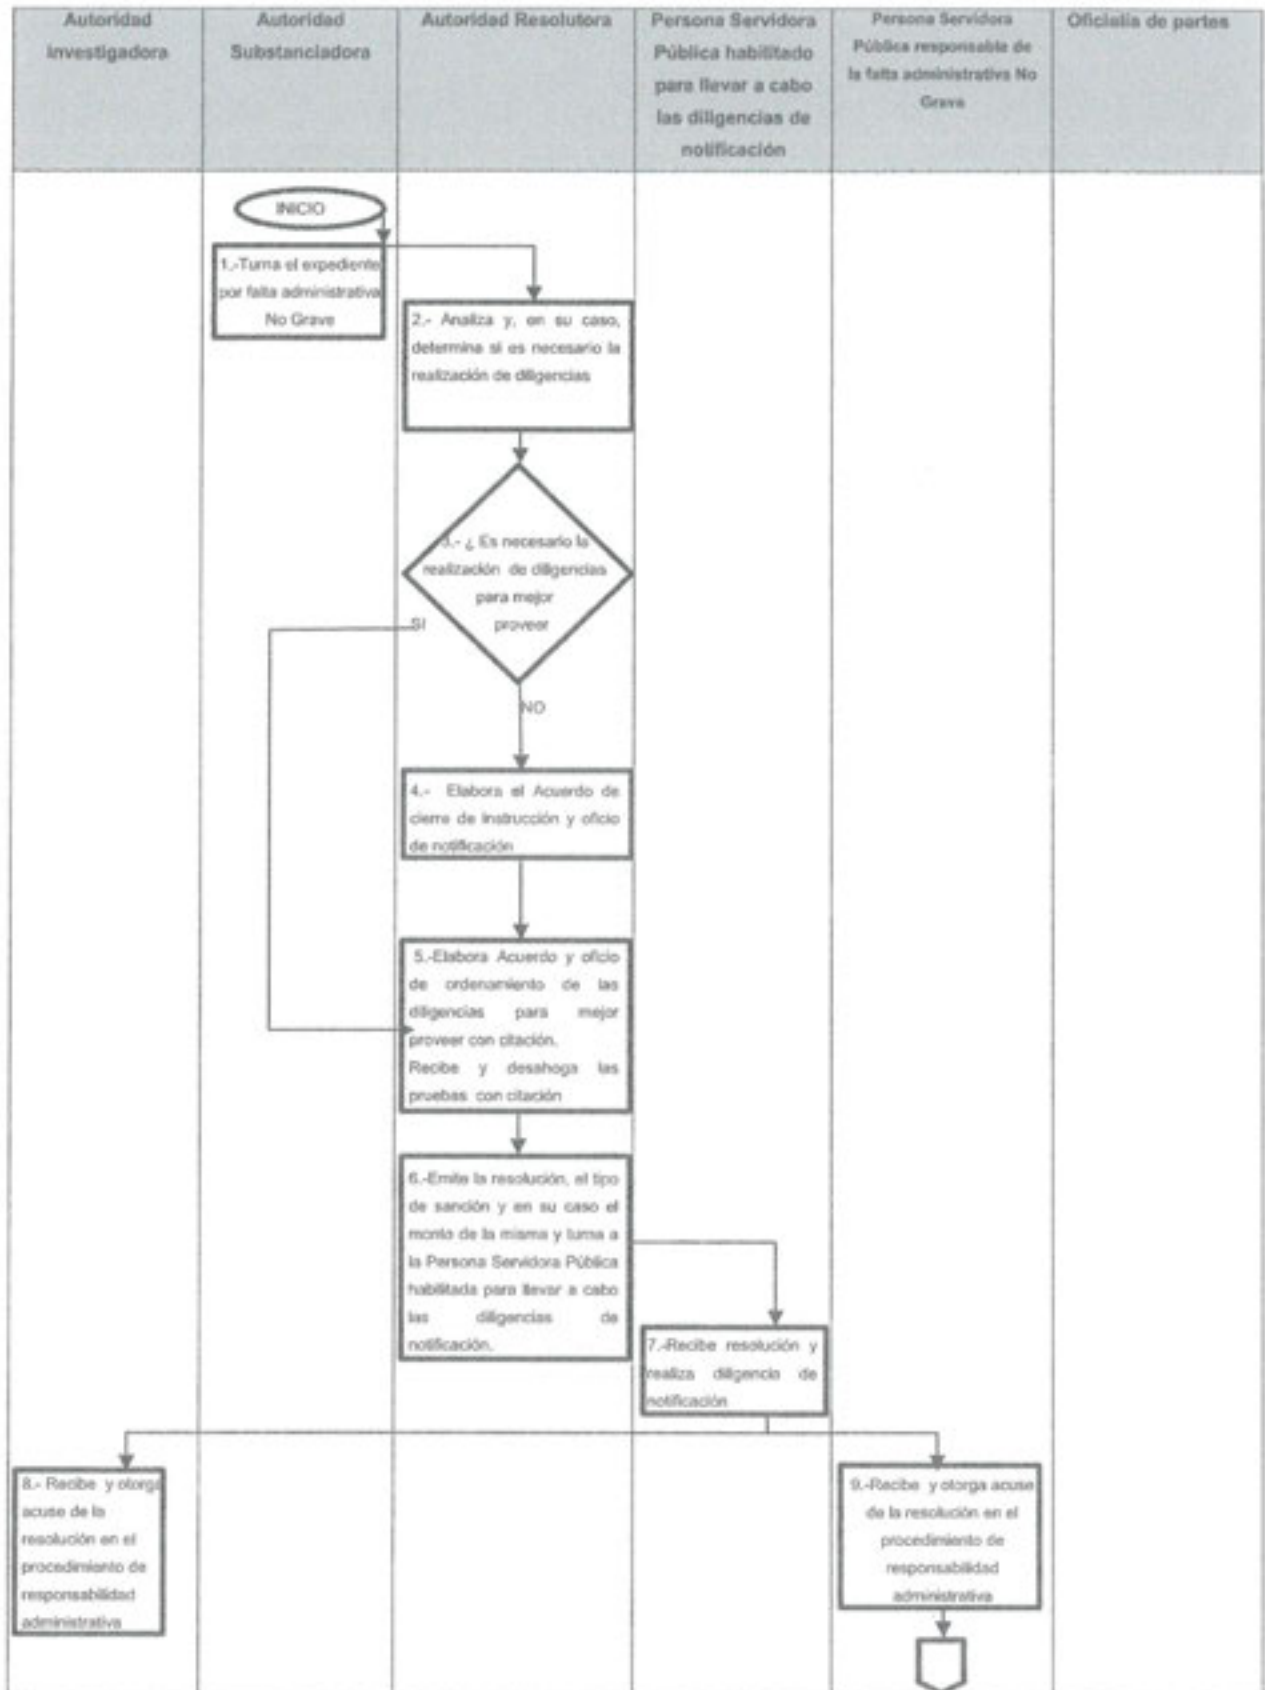 Autoridad
Investigadora
Autoridad
Substanciadora
Autoridad Resolutora
Persona Servidora
Pública habilitado
para llevar a cabo
las diligencias de
notificación
Persona Servidora
Pública responsable de
la falta administrativa No
Grave
Oficialía de partes
INICIO
1.-Turna el expediente
por falta administrativa
No Grave
2.- Analiza y, en su caso,
determina si es necesario la
realización de diligencias
3.- ¿ Es necesario la
realización de diligencias
para mejor
proveer
SI
NO
4.- Elabora el Acuerdo de
cierre de instrucción y oficio
de notificación
5.-Elabora Acuerdo y oficio
de ordenamiento de las
diligencias para mejor
proveer con citación.
Recibe y desahoga las
pruebas con citación
6.-Emite la resolución, el tipo
de sanción y en su caso el
monto de la misma y turna a
la Persona Servidora Pública
habilitada para llevar a cabo
las diligencias de
notificación.
7.-Recibe resolución y
realiza diligencia de
notificación
8.- Recibe y otorga
acuse de la
resolución en el
procedimiento de
responsabilidad
administrativa
9.-Recibe y otorga acuse
de la resolución en el
procedimiento de
responsabilidad
administrativa